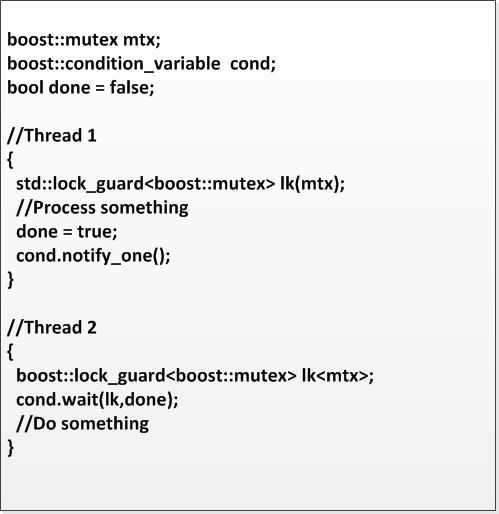 boost::mutex mtx;
boost::condition_variable  cond;
bool done = false;
//Thread 1
{
std::lock_guard<boost::mutex> lk(mtx);
//Process something
done = true;
cond.notify_one();
}
//Thread 2
{
boost::lock_guard<boost::mutex> lk<mtx>;
cond.wait(lk,done);
//Do something
}